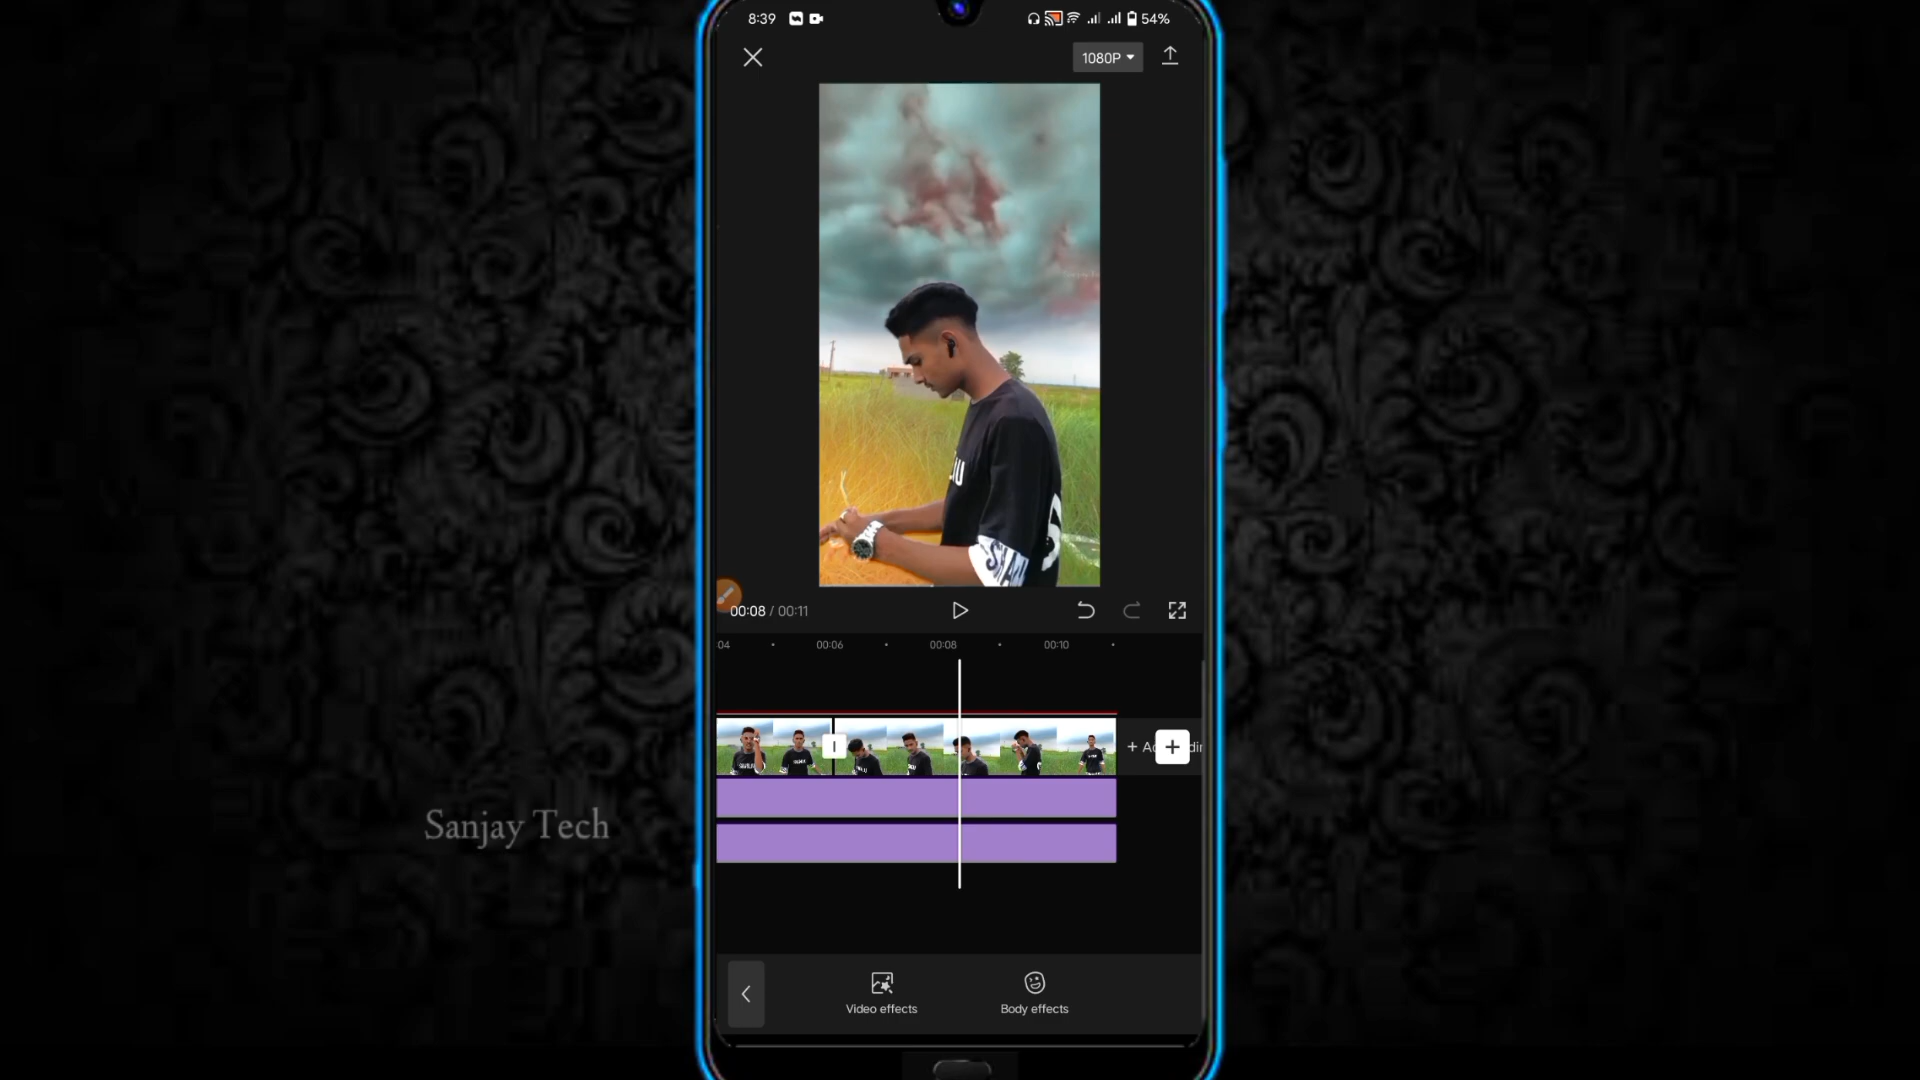 8:39
54%
1080P
00:08 / 00:11
:04
00:06
00:08
00:10
Sanjay Tech
Video effects
Body effects